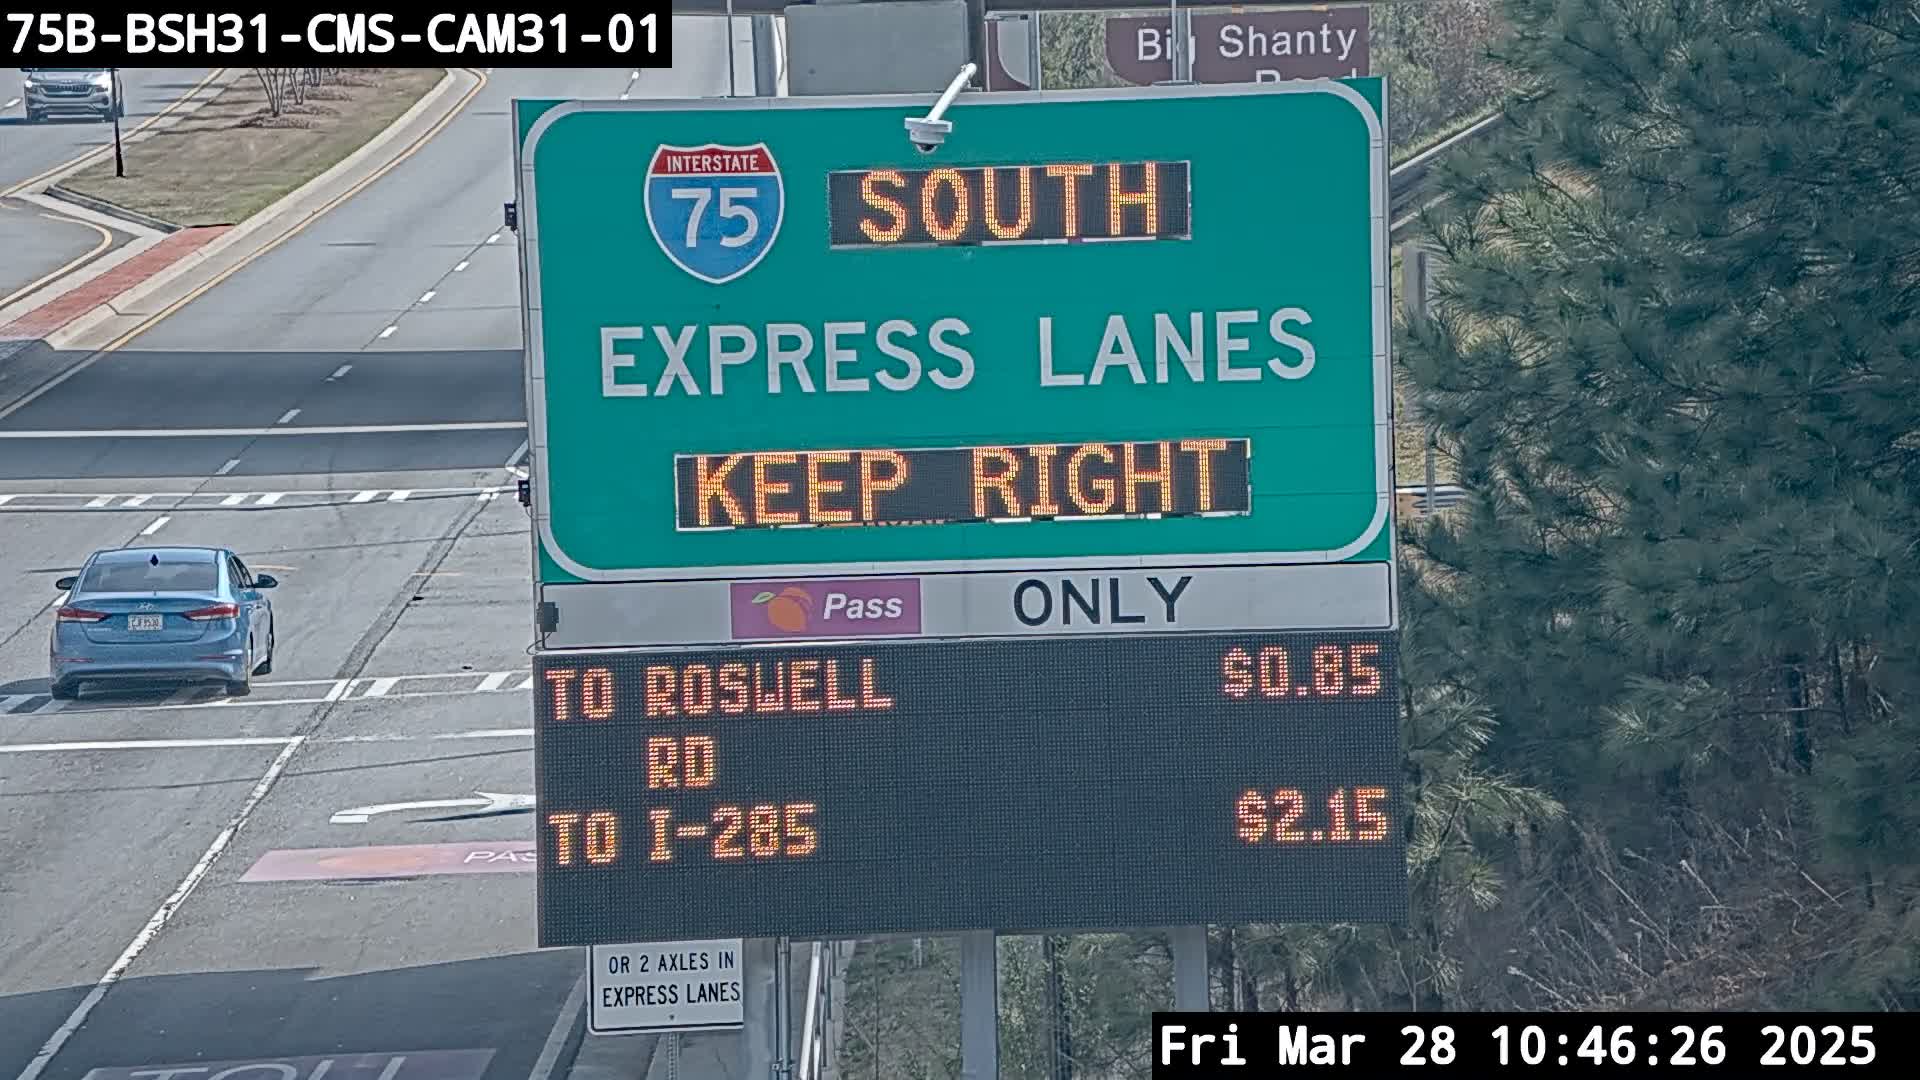 75B-BSH31-CMS-CAM31-01
Big Shanty
Road
INTERSTATE
75
SOUTH
EXPRESS LANES
KEEP RIGHT
Pass ONLY
TO ROSWELL $0.85
RD
TO I-285 $2.15
OR 2 AXLES IN
EXPRESS LANES
Fri Mar 28 10:46:26 2025